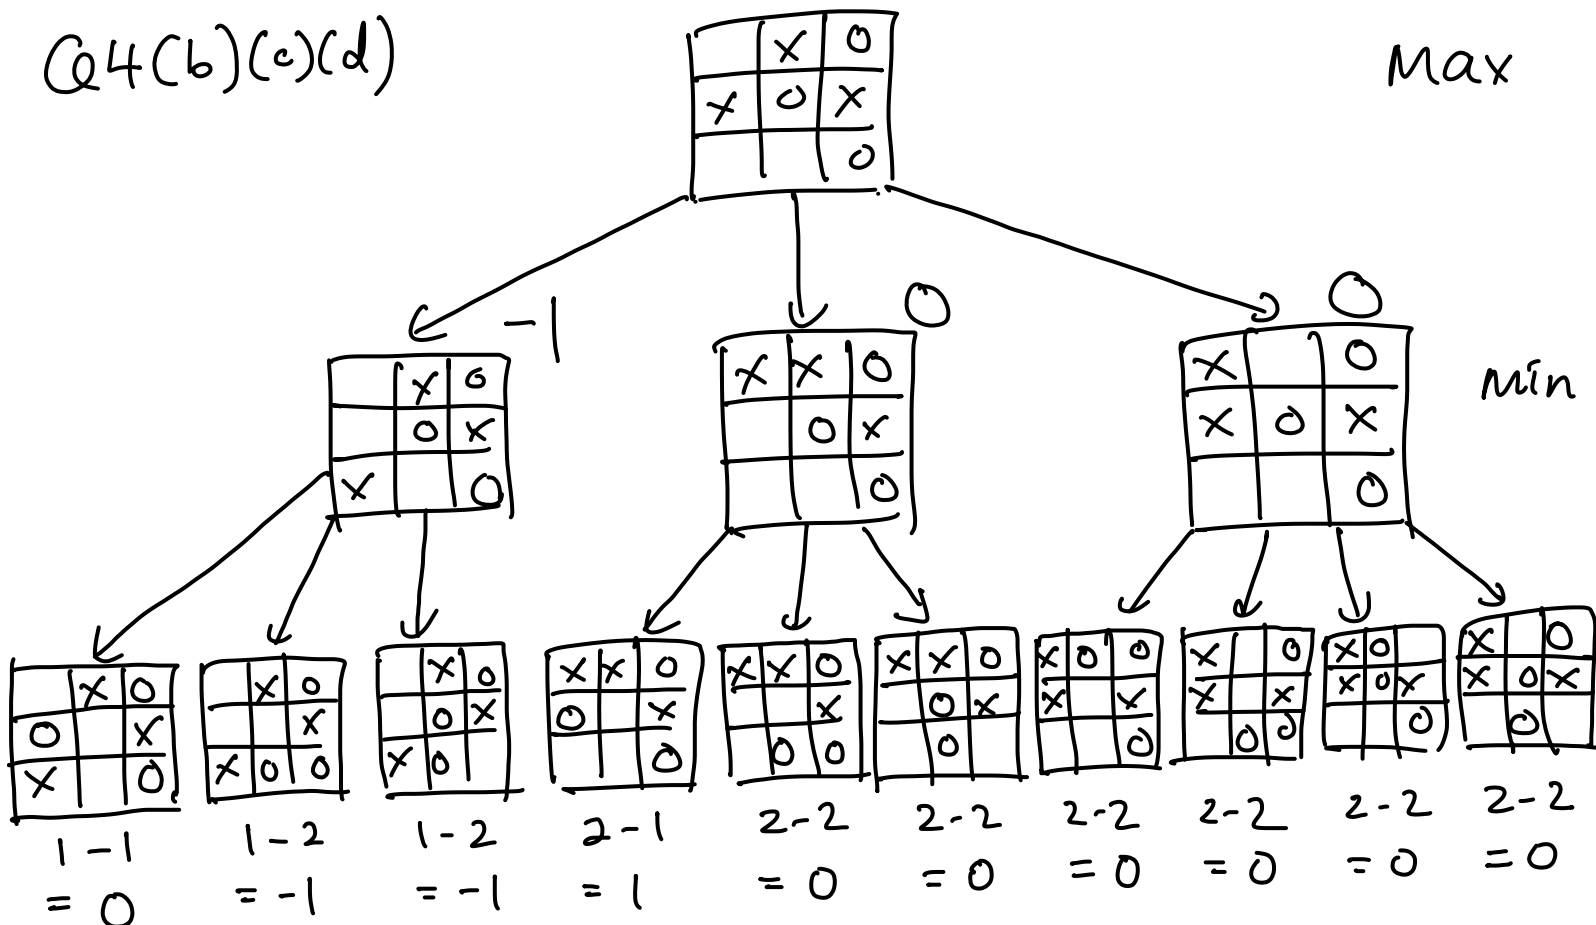 Q4(b)(c)(d)
Max
X O
X O X
O
-1
0
0
Min
X O
O X
X O
X X O
O X
O
X O
X O X
O
X O
O X
X O
X O
X
X O O
X O
O X
X O
X X O
O X
O
X X O
X
O O
X X O
O X
O
X O O
X X
O
X O
X X
O O
X O
X O X
O
X O
X O X
O
1-1
= 0
1-2
= -1
1-2
= -1
2-1
= 1
2-2
= 0
2-2
= 0
2-2
= 0
2-2
= 0
2-2
= 0
2-2
= 0